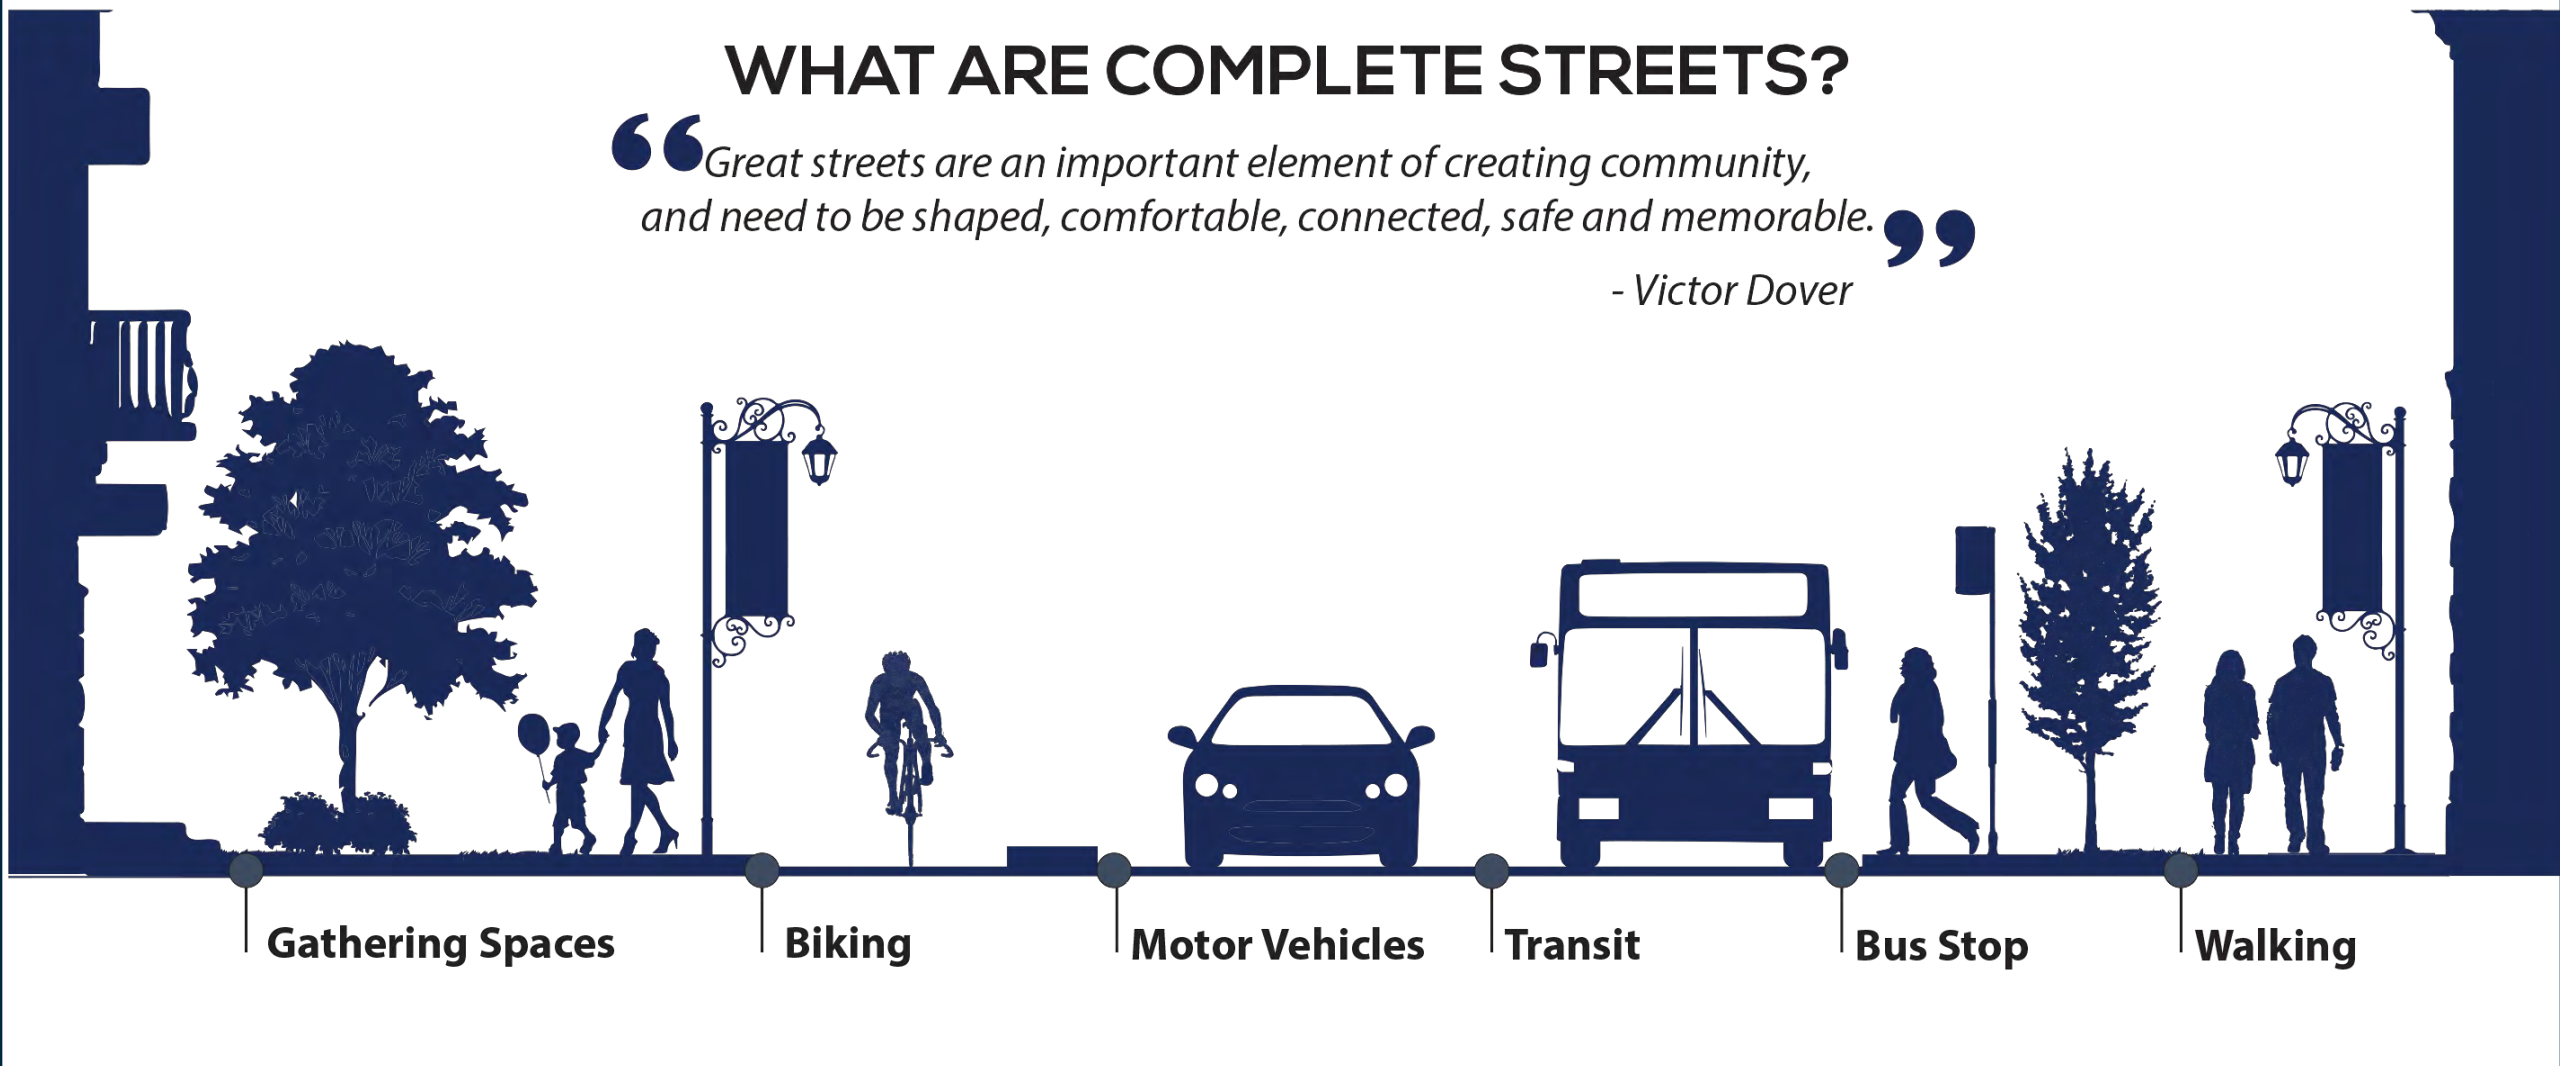 WHAT ARE COMPLETE STREETS?
“Great streets are an important element of creating community,
and need to be shaped, comfortable, connected, safe and memorable.”
- Victor Dover
Gathering Spaces
Biking
Motor Vehicles
Transit
Bus Stop
Walking